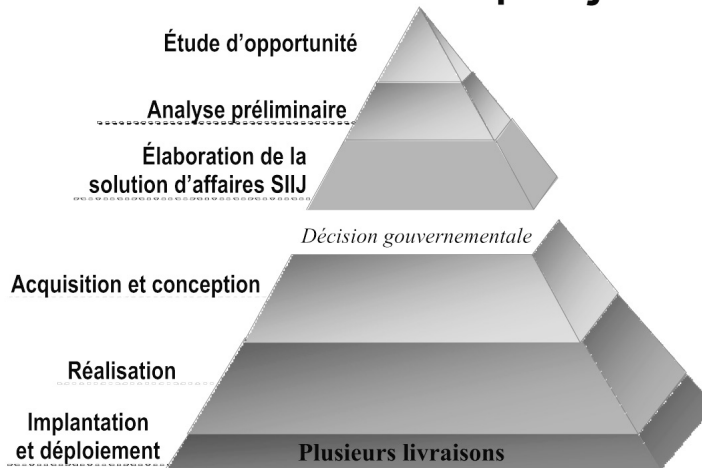 Étude d'opportunité
Analyse préliminaire
Élaboration de la
solution d'affaires SIIJ
Décision gouvernementale
Acquisition et conception
Réalisation
Implantation
et déploiement
Plusieurs livraisons